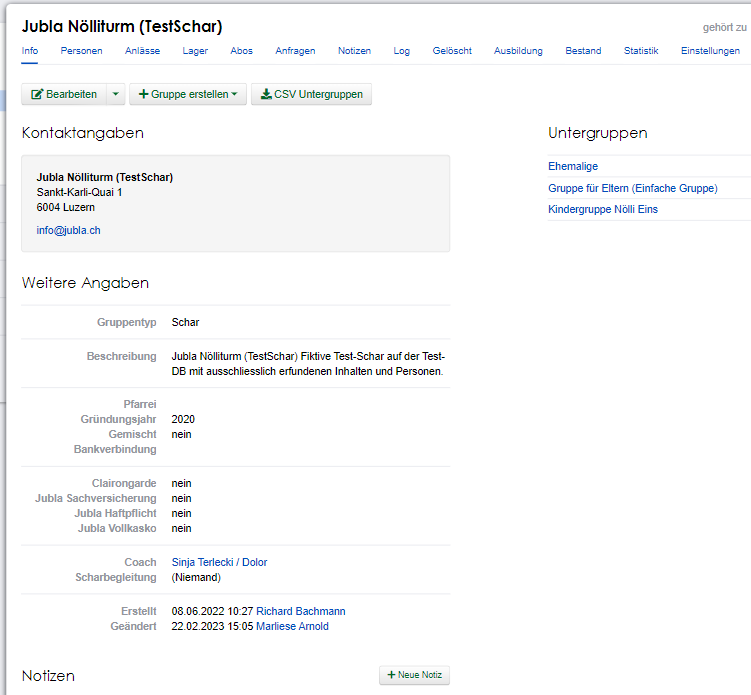 Jubla Nölliturm (TestSchar)
gehört zu
Info Personen Anlässe Lager Abos Anfragen Notizen Log Gelöscht Ausbildung Bestand Statistik Einstellungen
Bearbeiten Gruppe erstellen CSV Untergruppen
Kontaktangaben
Jubla Nölliturm (TestSchar)
Sankt-Karli-Quai 1
6004 Luzern
info@jubla.ch
Untergruppen
Ehemalige
Gruppe für Eltern (Einfache Gruppe)
Kindergruppe Nölli Eins
Weitere Angaben
Gruppentyp Schar
Beschreibung Jubla Nölliturm (TestSchar) Fiktive Test-Schar auf der Test-
DB mit ausschliesslich erfundenen Inhalten und Personen.
Pfarrei
Gründungsjahr 2020
Gemischt nein
Bankverbindung
Clairongarde nein
Jubla Sachversicherung nein
Jubla Haftpflicht nein
Jubla Vollkasko nein
Coach Sinja Terlecki / Dolor
Scharbegleitung (Niemand)
Erstellt 08.06.2022 10:27 Richard Bachmann
Geändert 22.02.2023 15:05 Marliese Arnold
Notizen
Neue Notiz